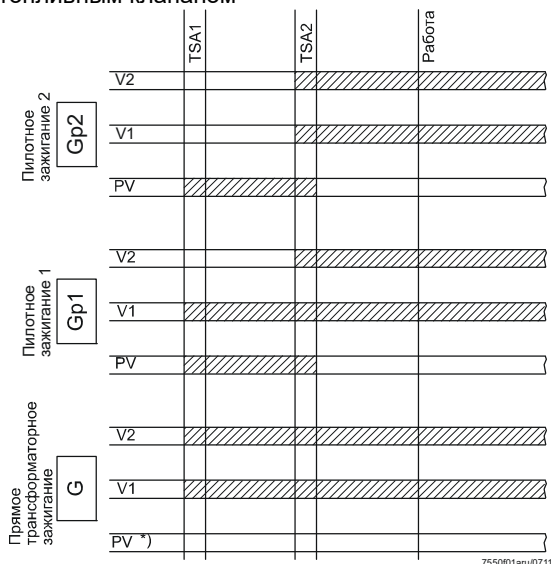 топливным клапаном
TSA1
TSA2
Работа
Пилотное
зажигание 2
Gp2
V2
V1
PV
Пилотное
зажигание 1
Gp1
V2
V1
PV
Прямое
трансформаторное
зажигание
G
V2
V1
PV *)
7550f01aru/0711